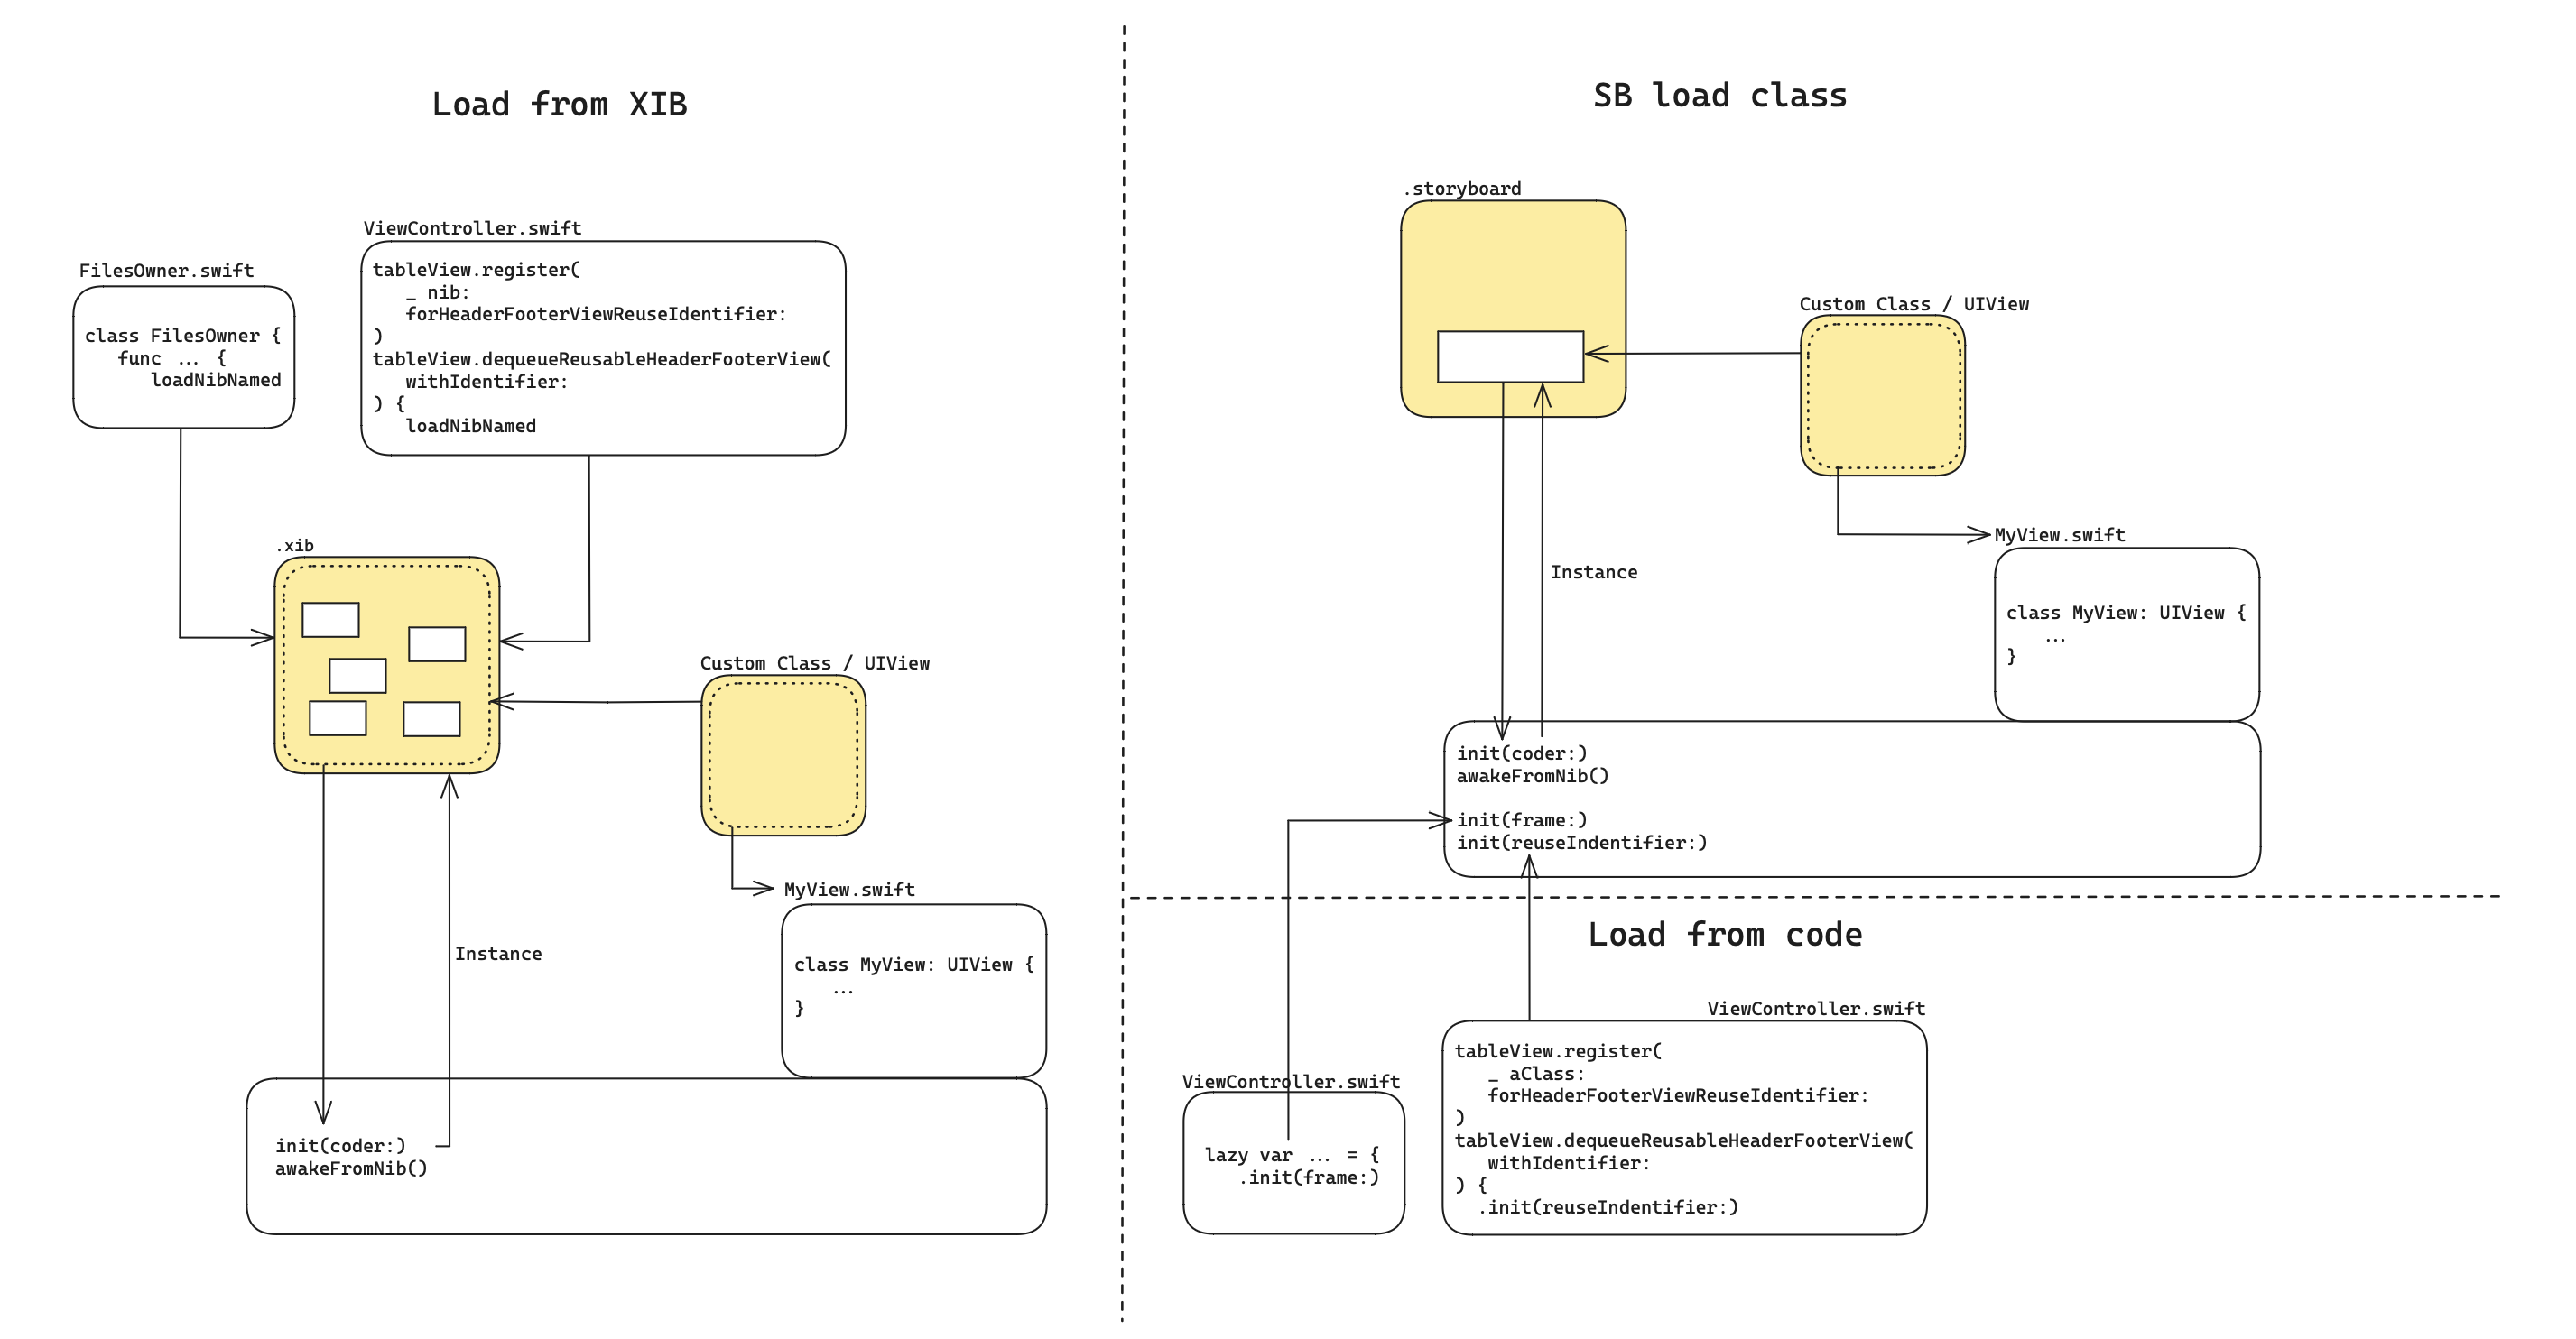 Load from XIB
FilesOwner.swift
class FilesOwner {
func ... {
loadNibNamed
ViewController.swift
tableView.register(
_ nib:
forHeaderFooterViewReuseIdentifier:
)
tableView.dequeueReusableHeaderFooterView(
withIdentifier:
) {
loadNibNamed
.xib
Custom Class / UIView
MyView.swift
class MyView: UIView {
...
}
Instance
init(coder:)
awakeFromNib()
SB load class
.storyboard
Custom Class / UIView
MyView.swift
class MyView: UIView {
...
}
Instance
init(coder:)
awakeFromNib()
init(frame:)
init(reuseIndentifier:)
Load from code
ViewController.swift
lazy var ... = {
.init(frame:)
ViewController.swift
tableView.register(
_ aClass:
forHeaderFooterViewReuseIdentifier:
)
tableView.dequeueReusableHeaderFooterView(
withIdentifier:
) {
.init(reuseIndentifier:)